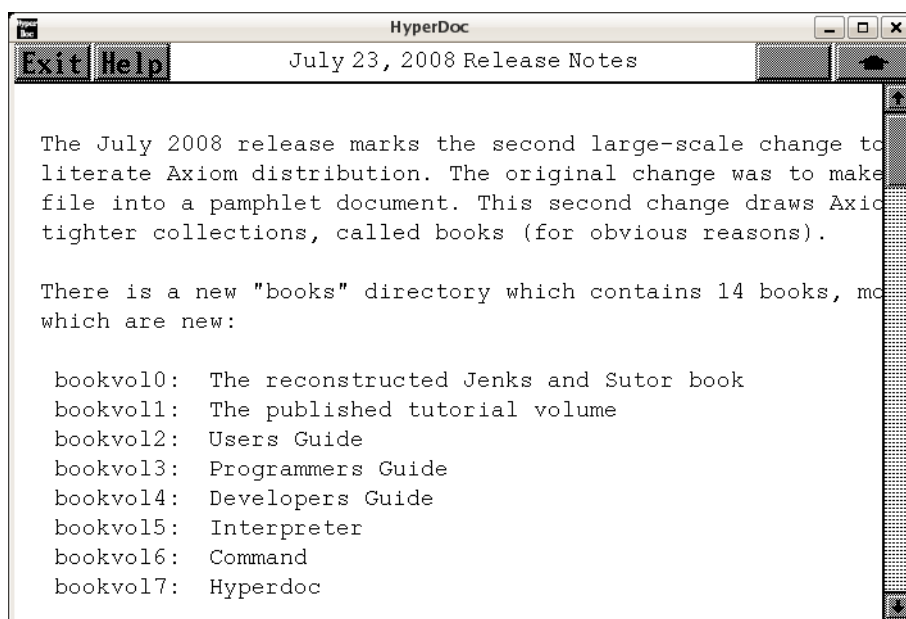 Hyper Doc
HyperDoc
Exit Help July 23, 2008 Release Notes
The July 2008 release marks the second large-scale change to
literate Axiom distribution. The original change was to make
file into a pamphlet document. This second change draws
tighter collections, called books (for obvious reasons).
There is a new "books" directory which contains 14 books,
which are new:
bookvol0: The reconstructed Jenks and Sutor book
bookvol1: The published tutorial volume
bookvol2: Users Guide
bookvol3: Programmers Guide
bookvol4: Developers Guide
bookvol5: Interpreter
bookvol6: Command
bookvol7: Hyperdoc